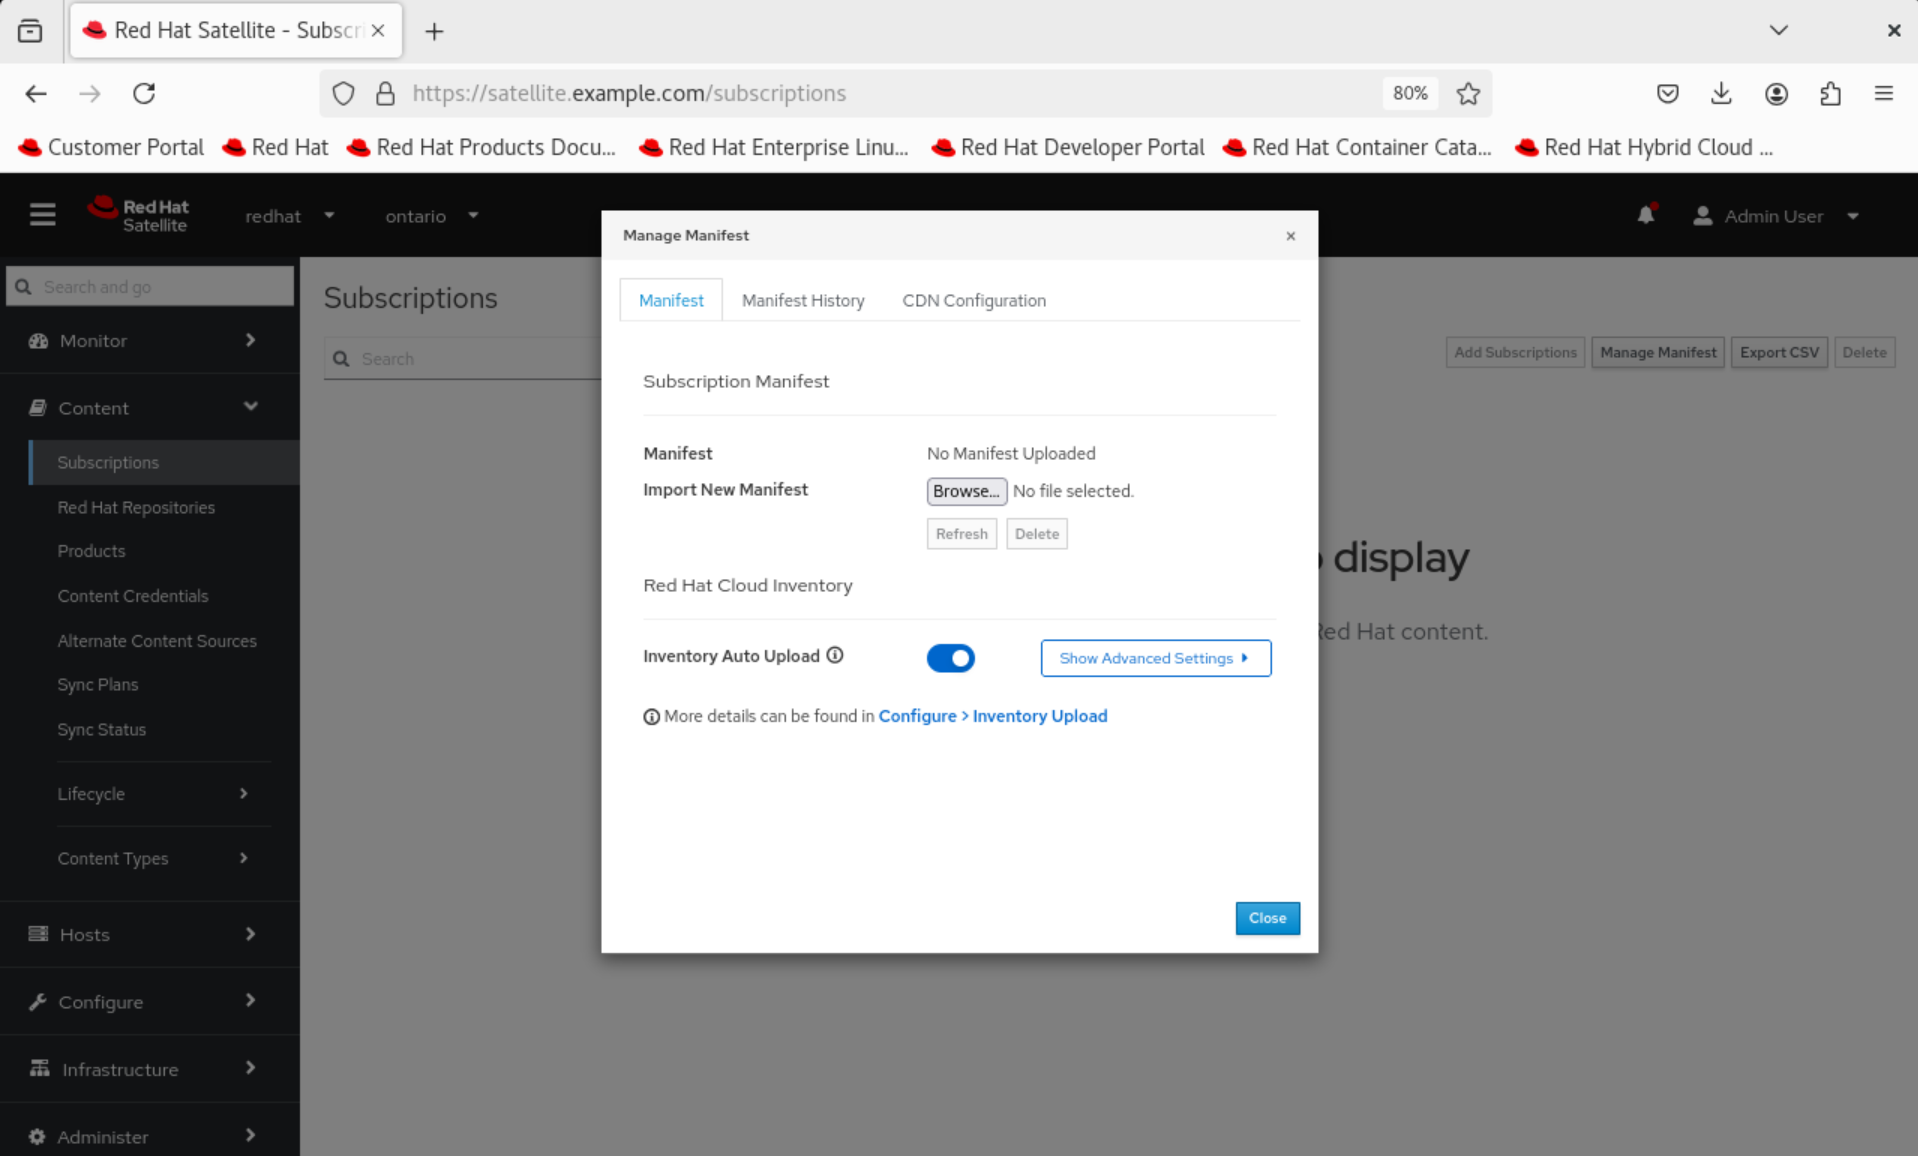 Red Hat Satellite - Subscri
https://satellite.example.com/subscriptions
80%
Customer Portal
Red Hat
Red Hat Products Docu...
Red Hat Enterprise Linu...
Red Hat Developer Portal
Red Hat Container Cata...
Red Hat Hybrid Cloud ...
Red Hat
Satellite
redhat
ontario
Admin User
Search and go
Monitor
Content
Subscriptions
Red Hat Repositories
Products
Content Credentials
Alternate Content Sources
Sync Plans
Sync Status
Lifecycle
Content Types
Hosts
Configure
Infrastructure
Administer
Subscriptions
Search
Add Subscriptions
Manage Manifest
Export CSV
Delete
display
Red Hat content.
Manage Manifest
Manifest
Manifest History
CDN Configuration
Subscription Manifest
Manifest
No Manifest Uploaded
Import New Manifest
Browse...
No file selected.
Refresh
Delete
Red Hat Cloud Inventory
Inventory Auto Upload
Show Advanced Settings
More details can be found in Configure > Inventory Upload
Close